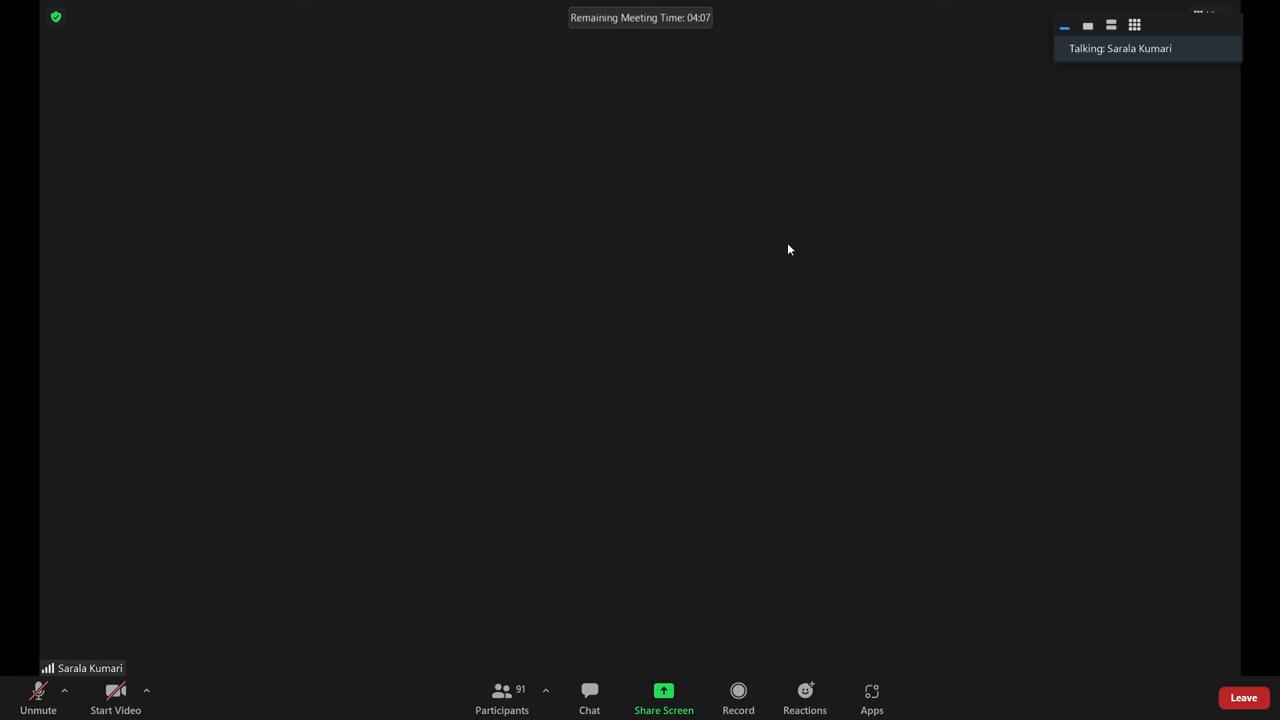 Remaining Meeting Time: 04:07
Talking: Sarala Kumari
Sarala Kumari
Unmute
Start Video
91
Participants
Chat
Share Screen
Record
Reactions
Apps
Leave